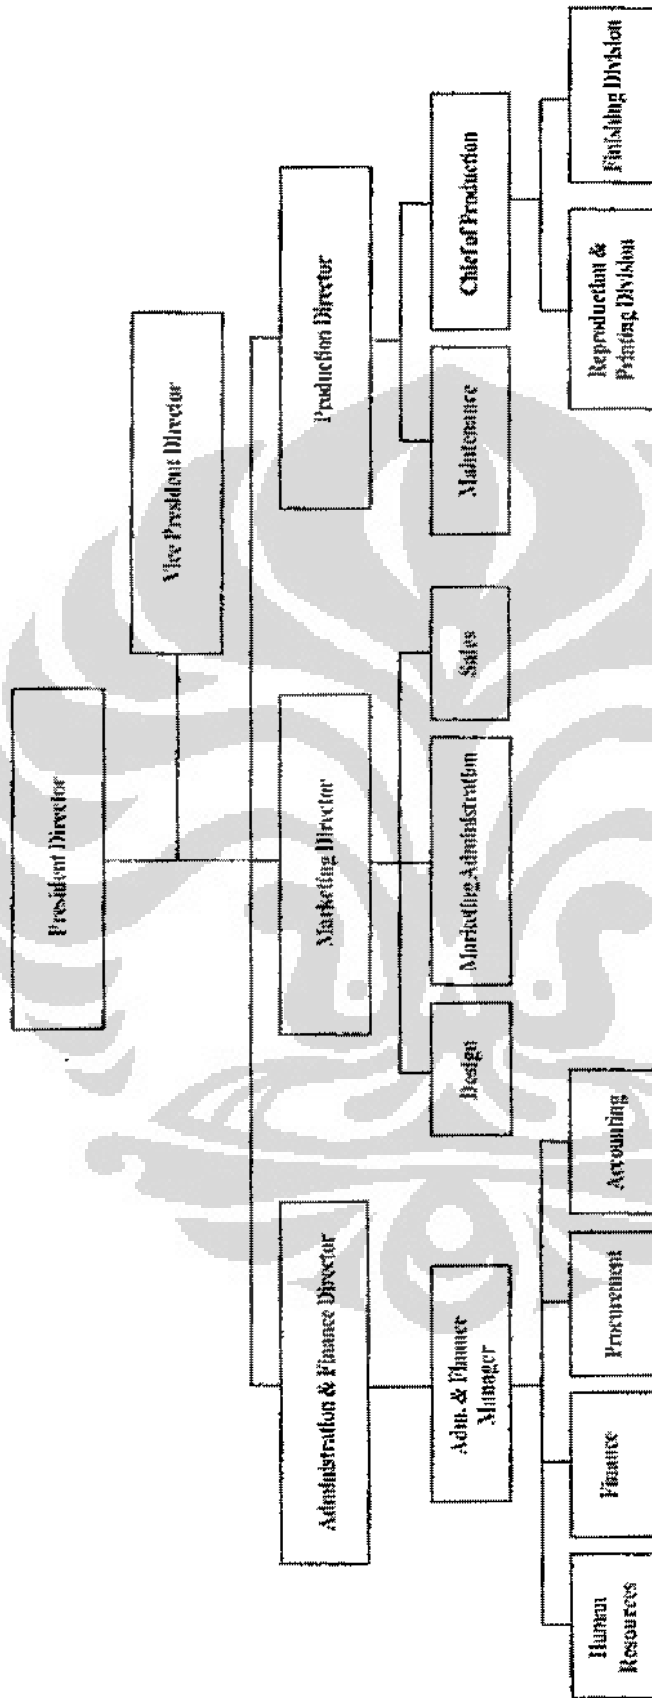 President Director
Vice President Director
Administration & Finance Director
Marketing Director
Production Director
Adm. & Finance
Manager
Design
Marketing Administration
Sales
Maintenance
Chief of Production
Human
Resources
Finance
Procurement
Accounting
Reproduction &
Printing Division
Finishing Division